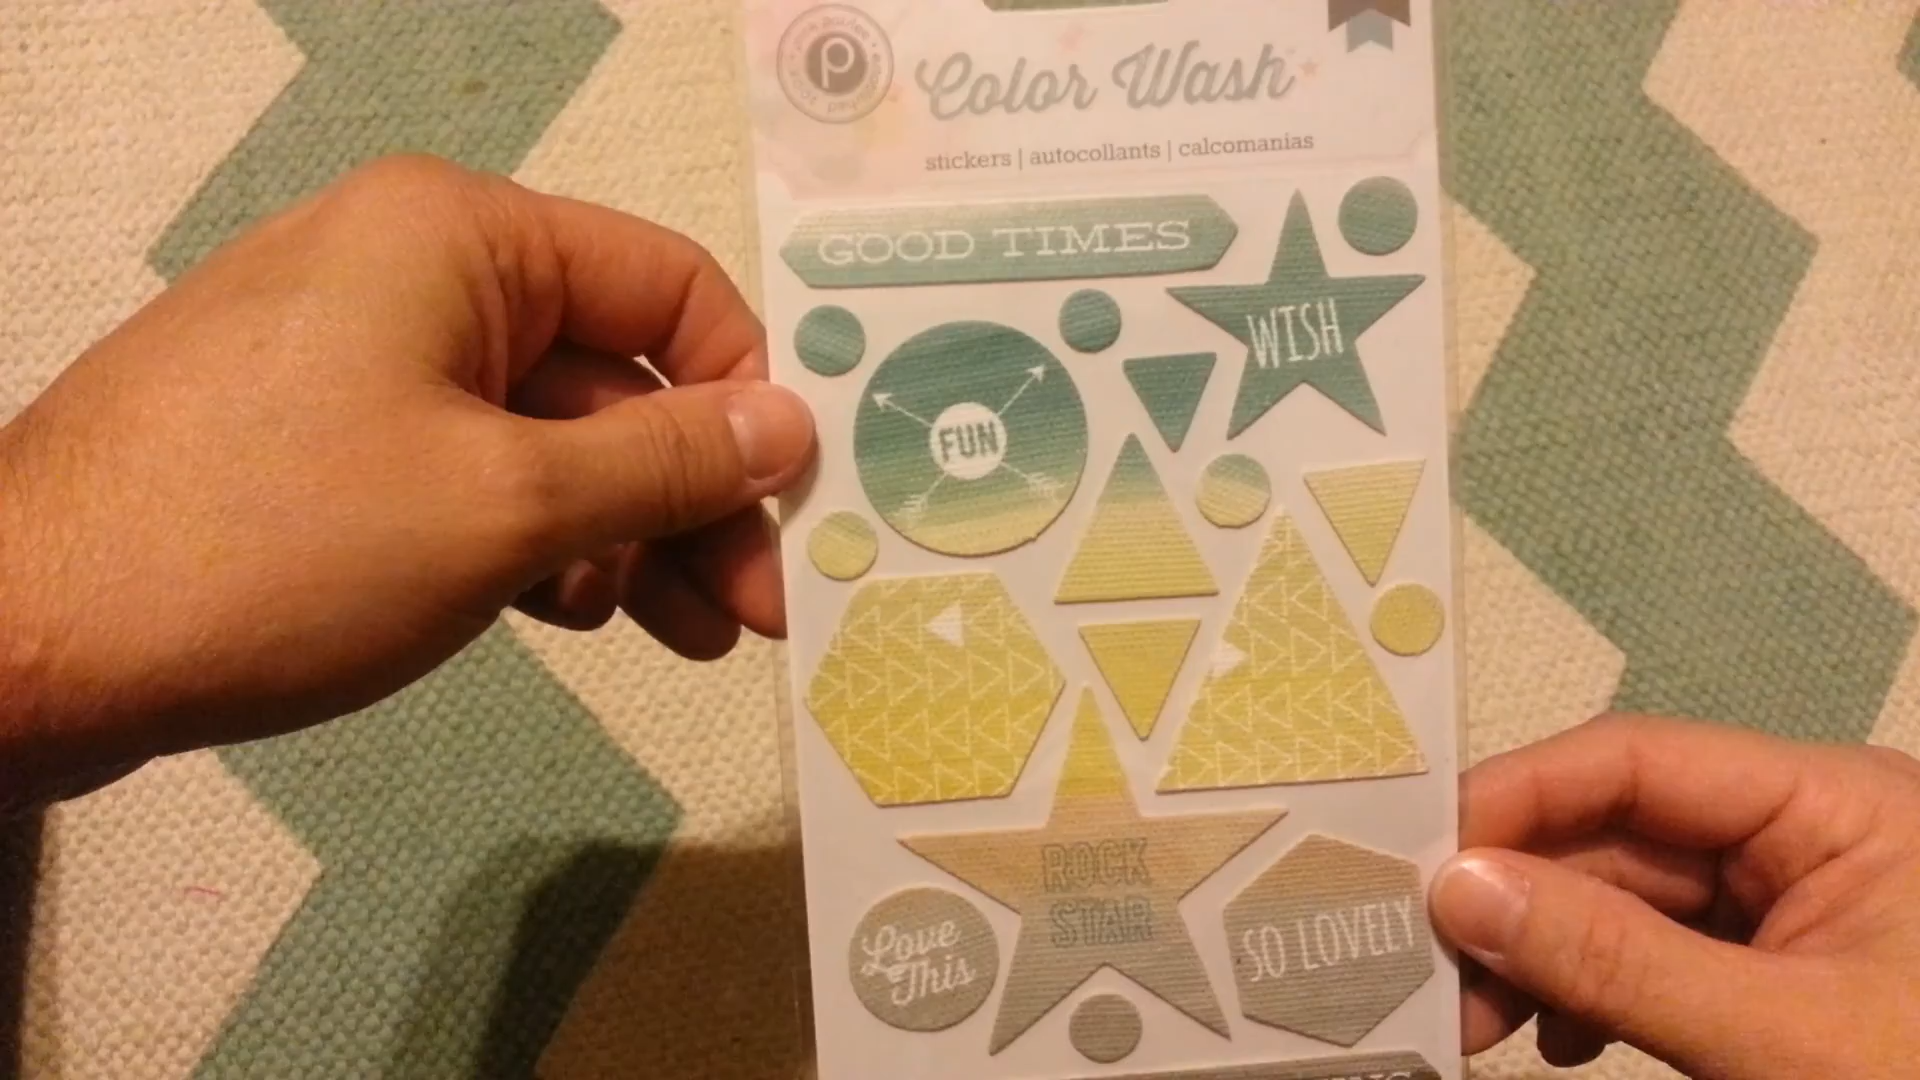 Color Wash
stickers | autocollants | calcomanias
GOOD TIMES
WISH
FUN
ROCK
STAR
Love
This
SO LOVELY